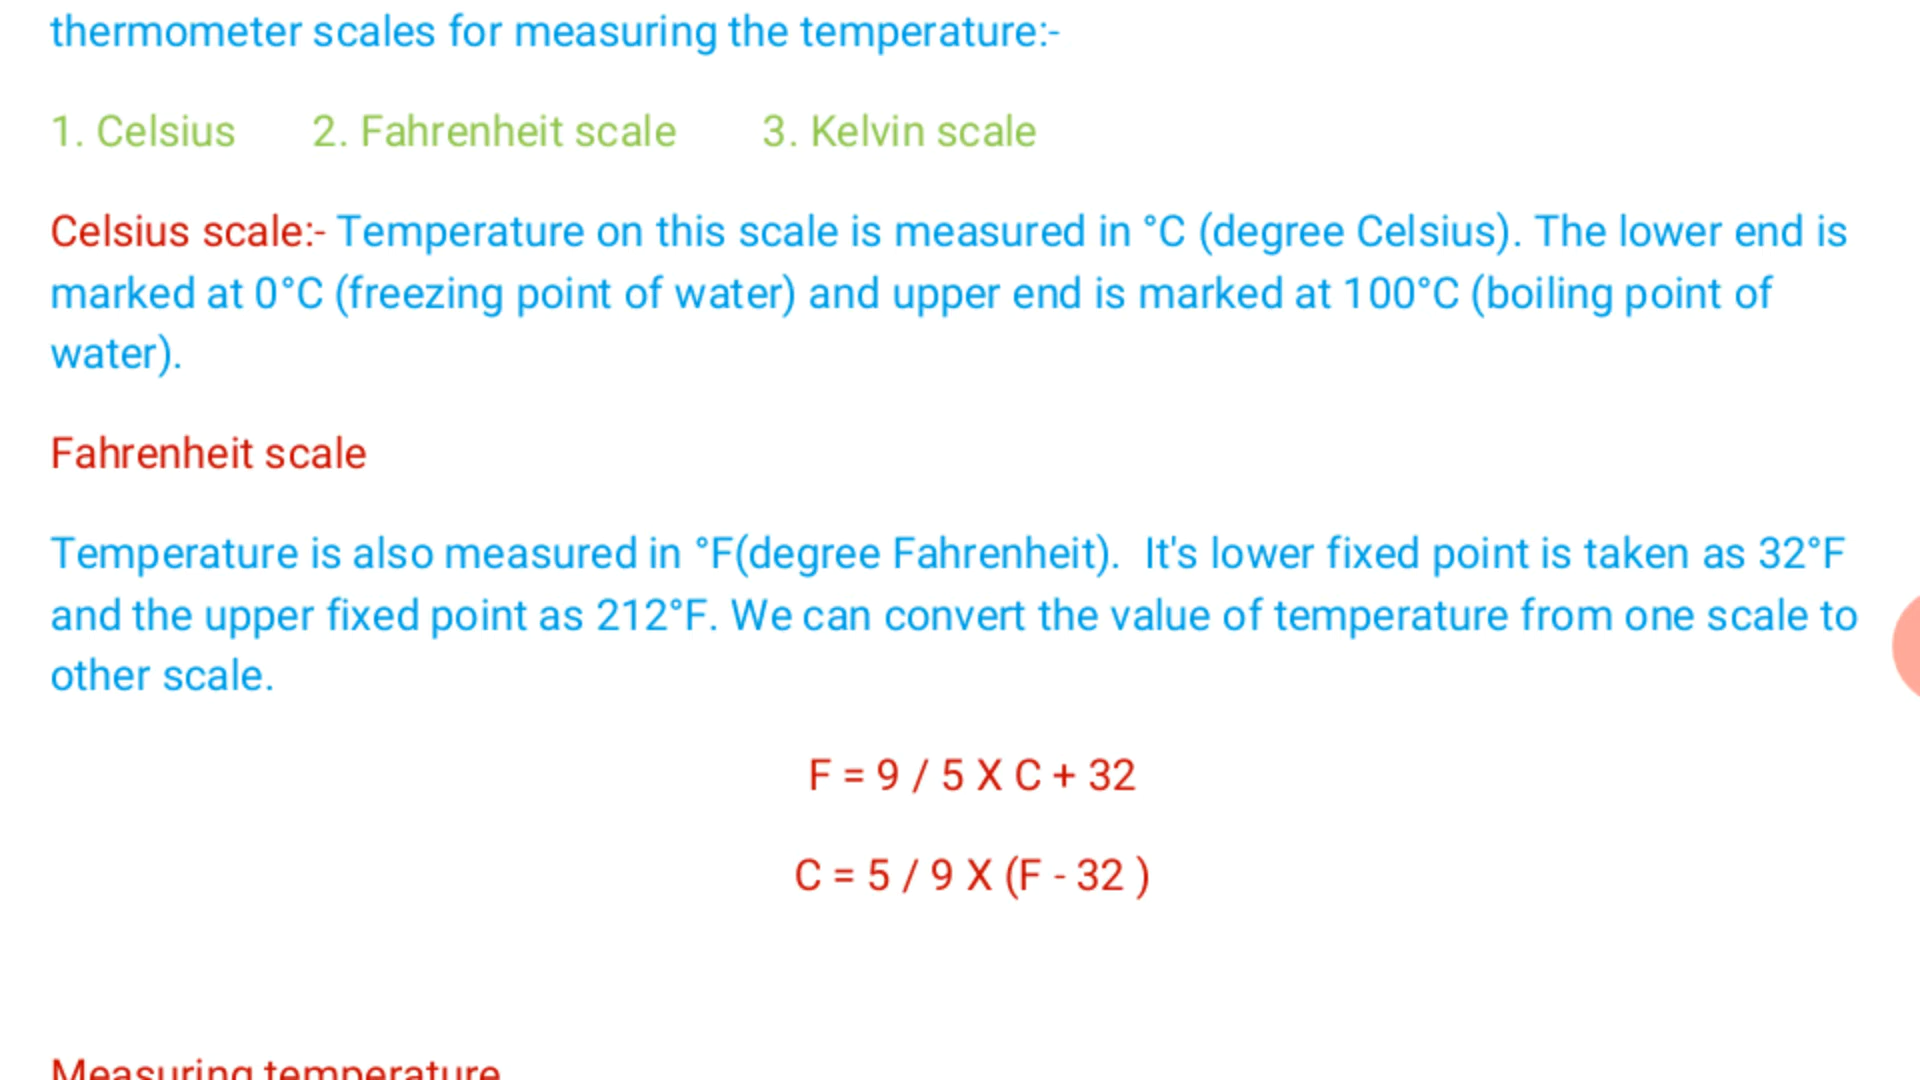 thermometer scales for measuring the temperature:-
1. Celsius 2. Fahrenheit scale 3. Kelvin scale
Celsius scale:- Temperature on this scale is measured in °C (degree Celsius). The lower end is
marked at 0°C (freezing point of water) and upper end is marked at 100°C (boiling point of
water).
Fahrenheit scale
Temperature is also measured in °F(degree Fahrenheit). It's lower fixed point is taken as 32°F
and the upper fixed point as 212°F. We can convert the value of temperature from one scale to
other scale.
F = 9 / 5 X C + 32
C = 5 / 9 X (F - 32 )
Measuring temperature